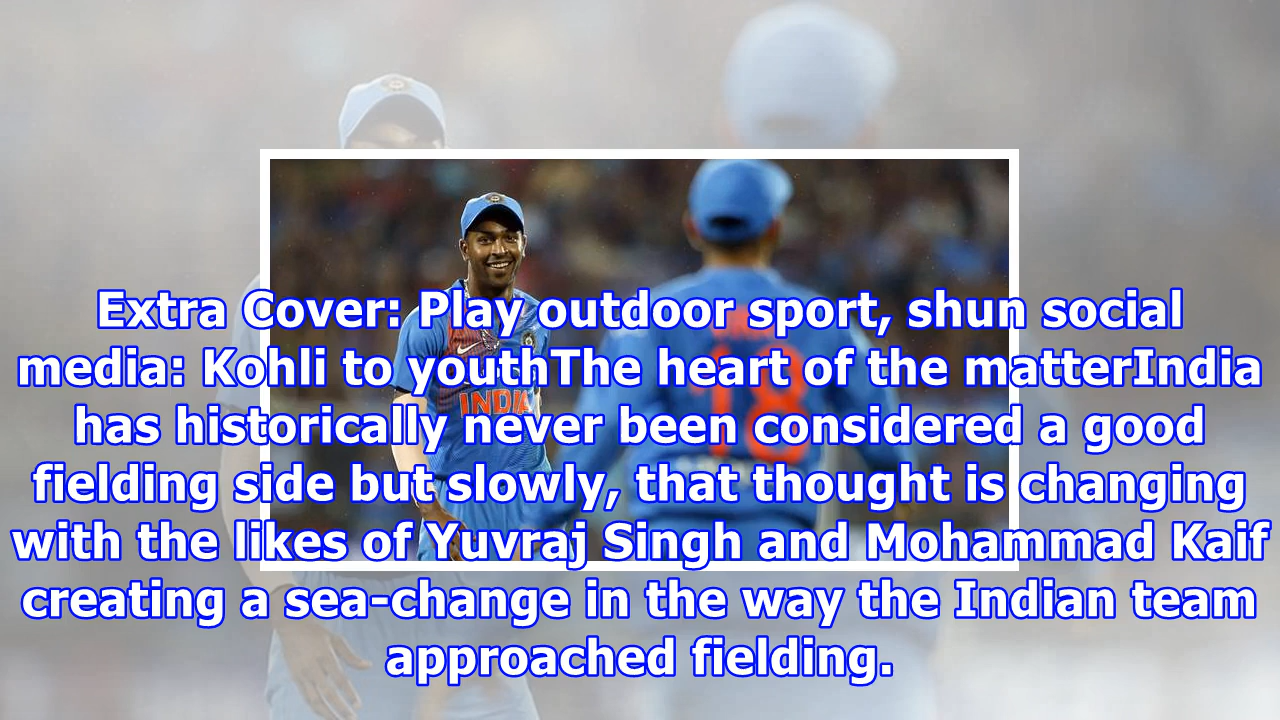 Extra Cover: Play outdoor sport, shun social
media: Kohli to youthThe heart of the matterIndia
has historically never been considered a good
fielding side but slowly, that thought is changing
with the likes of Yuvraj Singh and Mohammad Kaif
creating a sea-change in the way the Indian team
approached fielding.
INDIA
18